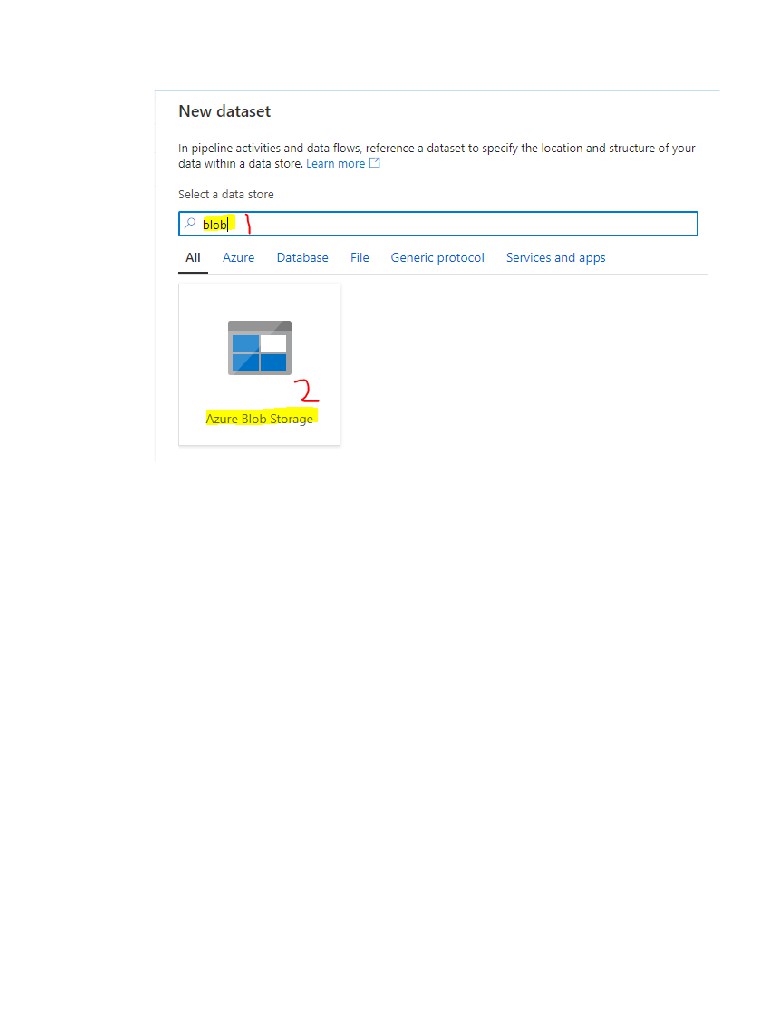 New dataset
In pipeline activities and data flows, reference a dataset to specify the location and structure of your
data within a data store. Learn more
Select a data store
blob 1
All Azure Database File Generic protocol Services and apps
2
Azure Blob Storage